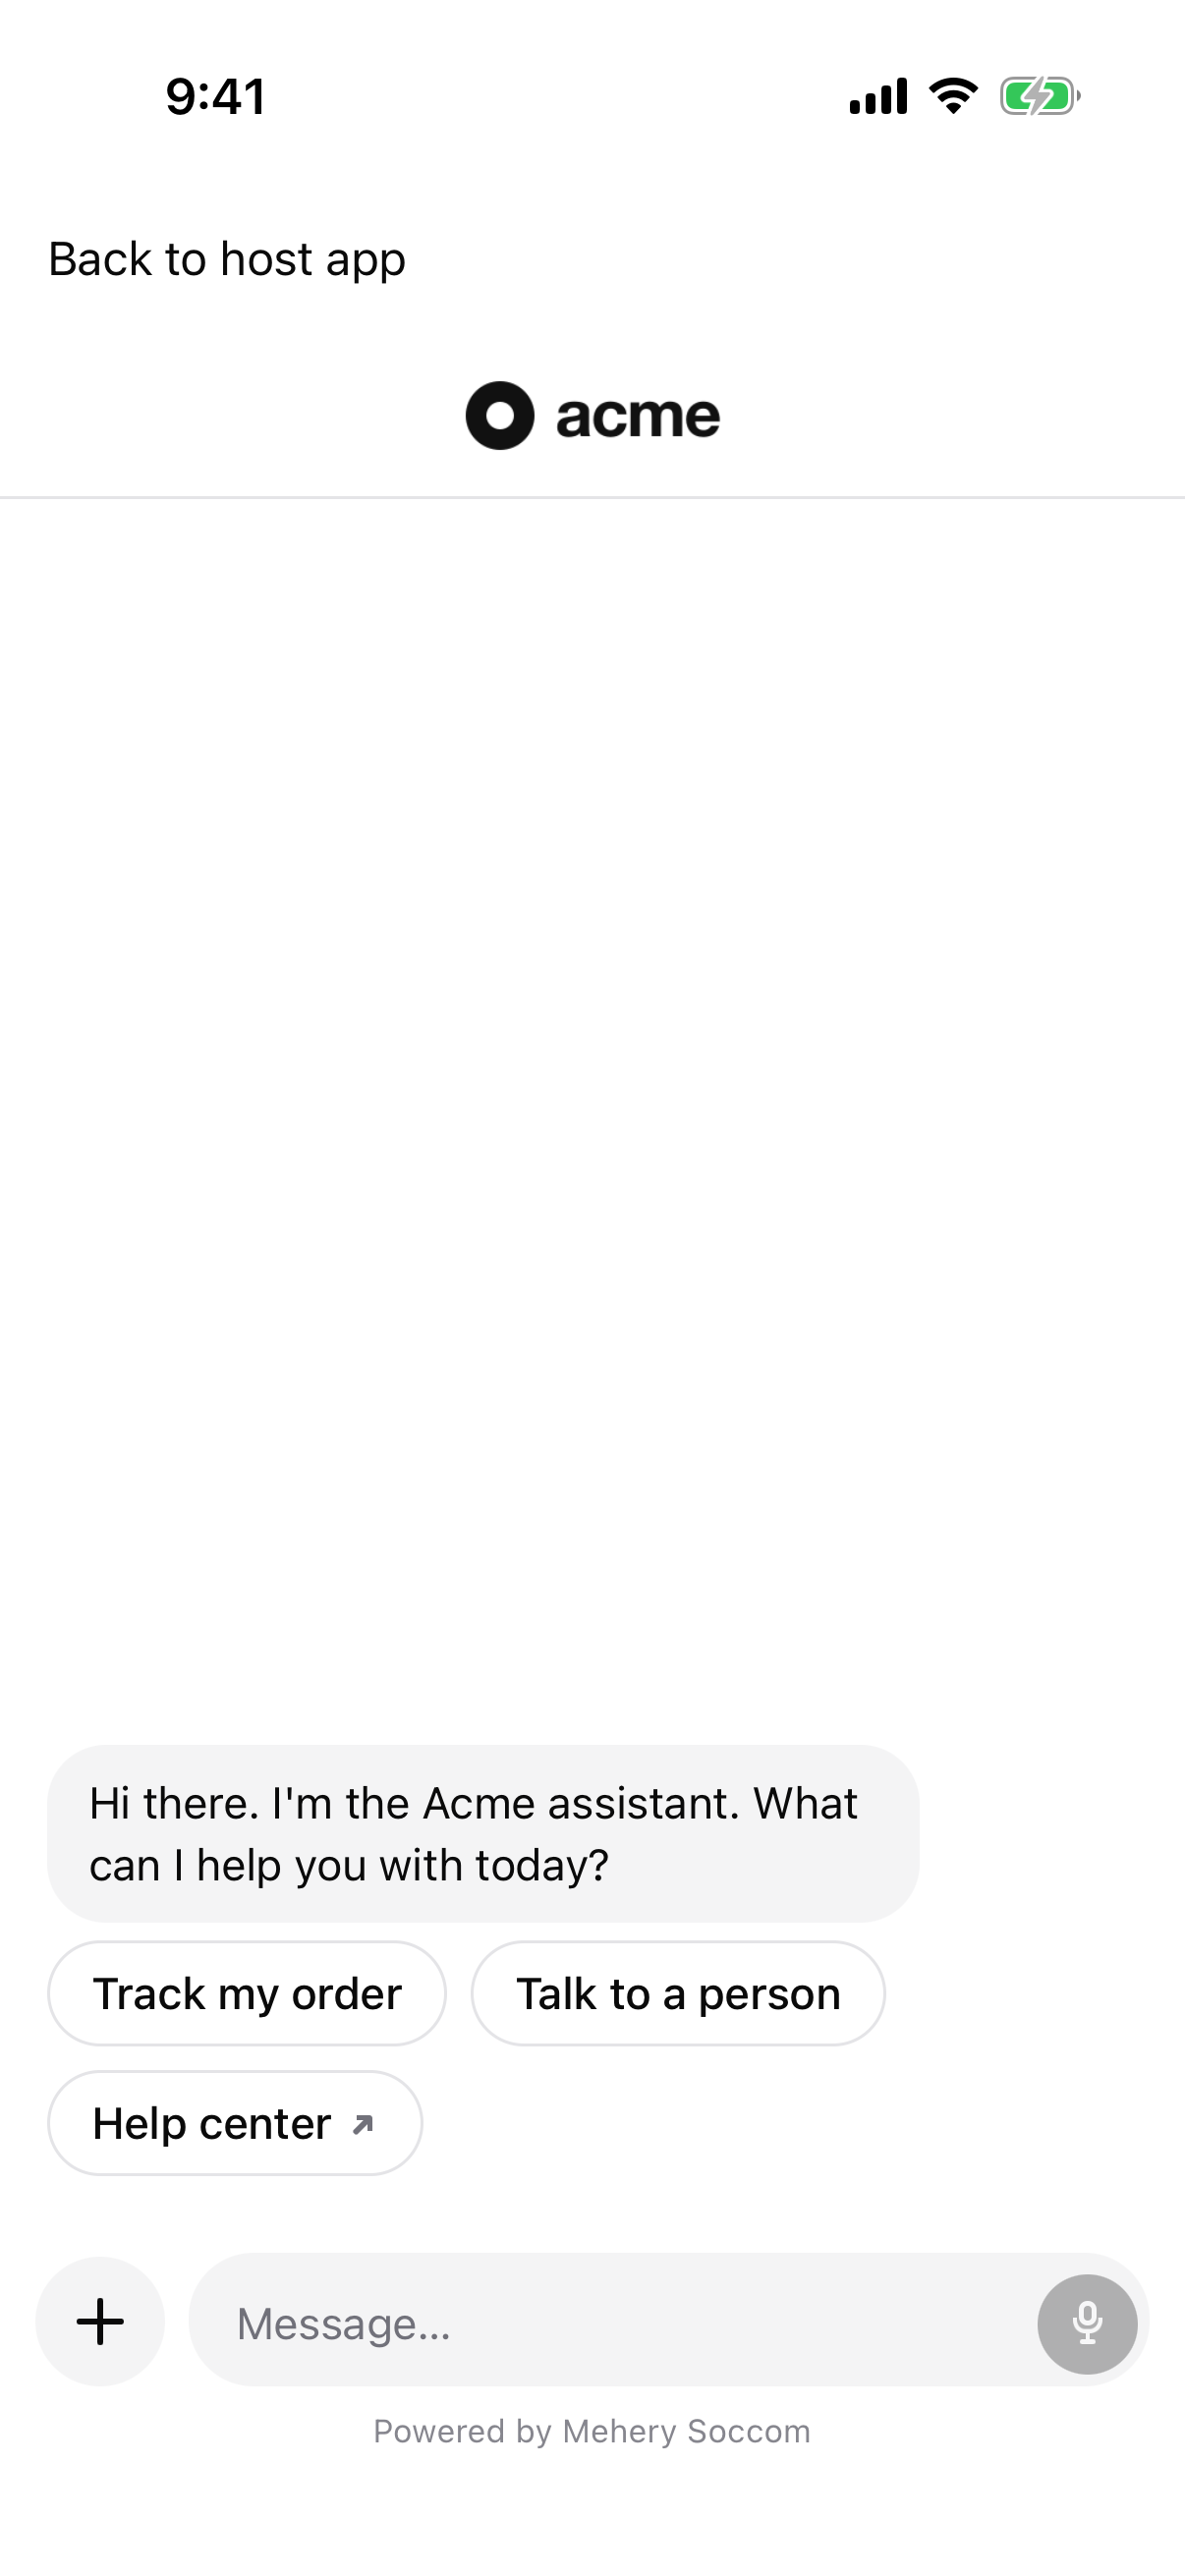 9:41
Back to host app
acme
Hi there. I'm the Acme assistant. What
can I help you with today?
Track my order
Talk to a person
Help center
Message...
Powered by Mehery Soccom